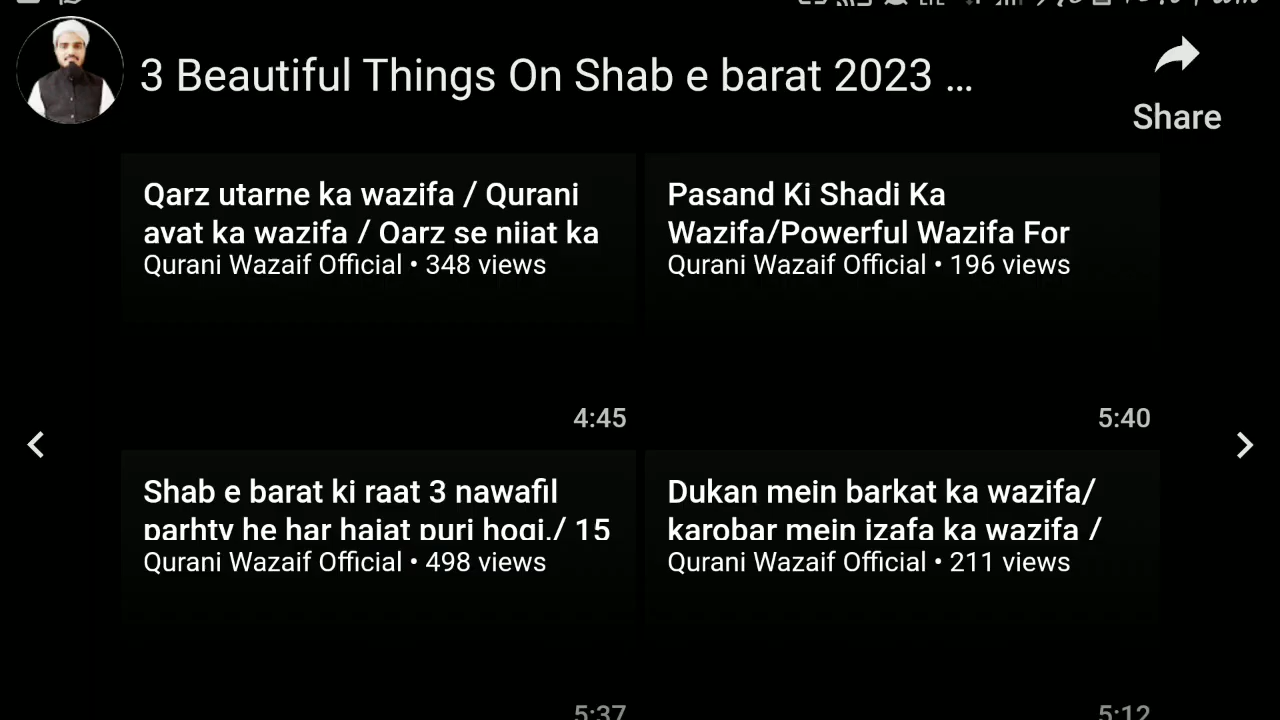 3 Beautiful Things On Shab e barat 2023 ...
Share
Qarz utarne ka wazifa / Qurani
ayat ka wazifa / Qarz se nijat ka
Qurani Wazaif Official • 348 views
Pasand Ki Shadi Ka
Wazifa/Powerful Wazifa For
Qurani Wazaif Official • 196 views
4:45
5:40
Shab e barat ki raat 3 nawafil
parhty he har hajat puri hogi./ 15
Qurani Wazaif Official • 498 views
Dukan mein barkat ka wazifa/
karobar mein izafa ka wazifa /
Qurani Wazaif Official • 211 views
5:37
5:12